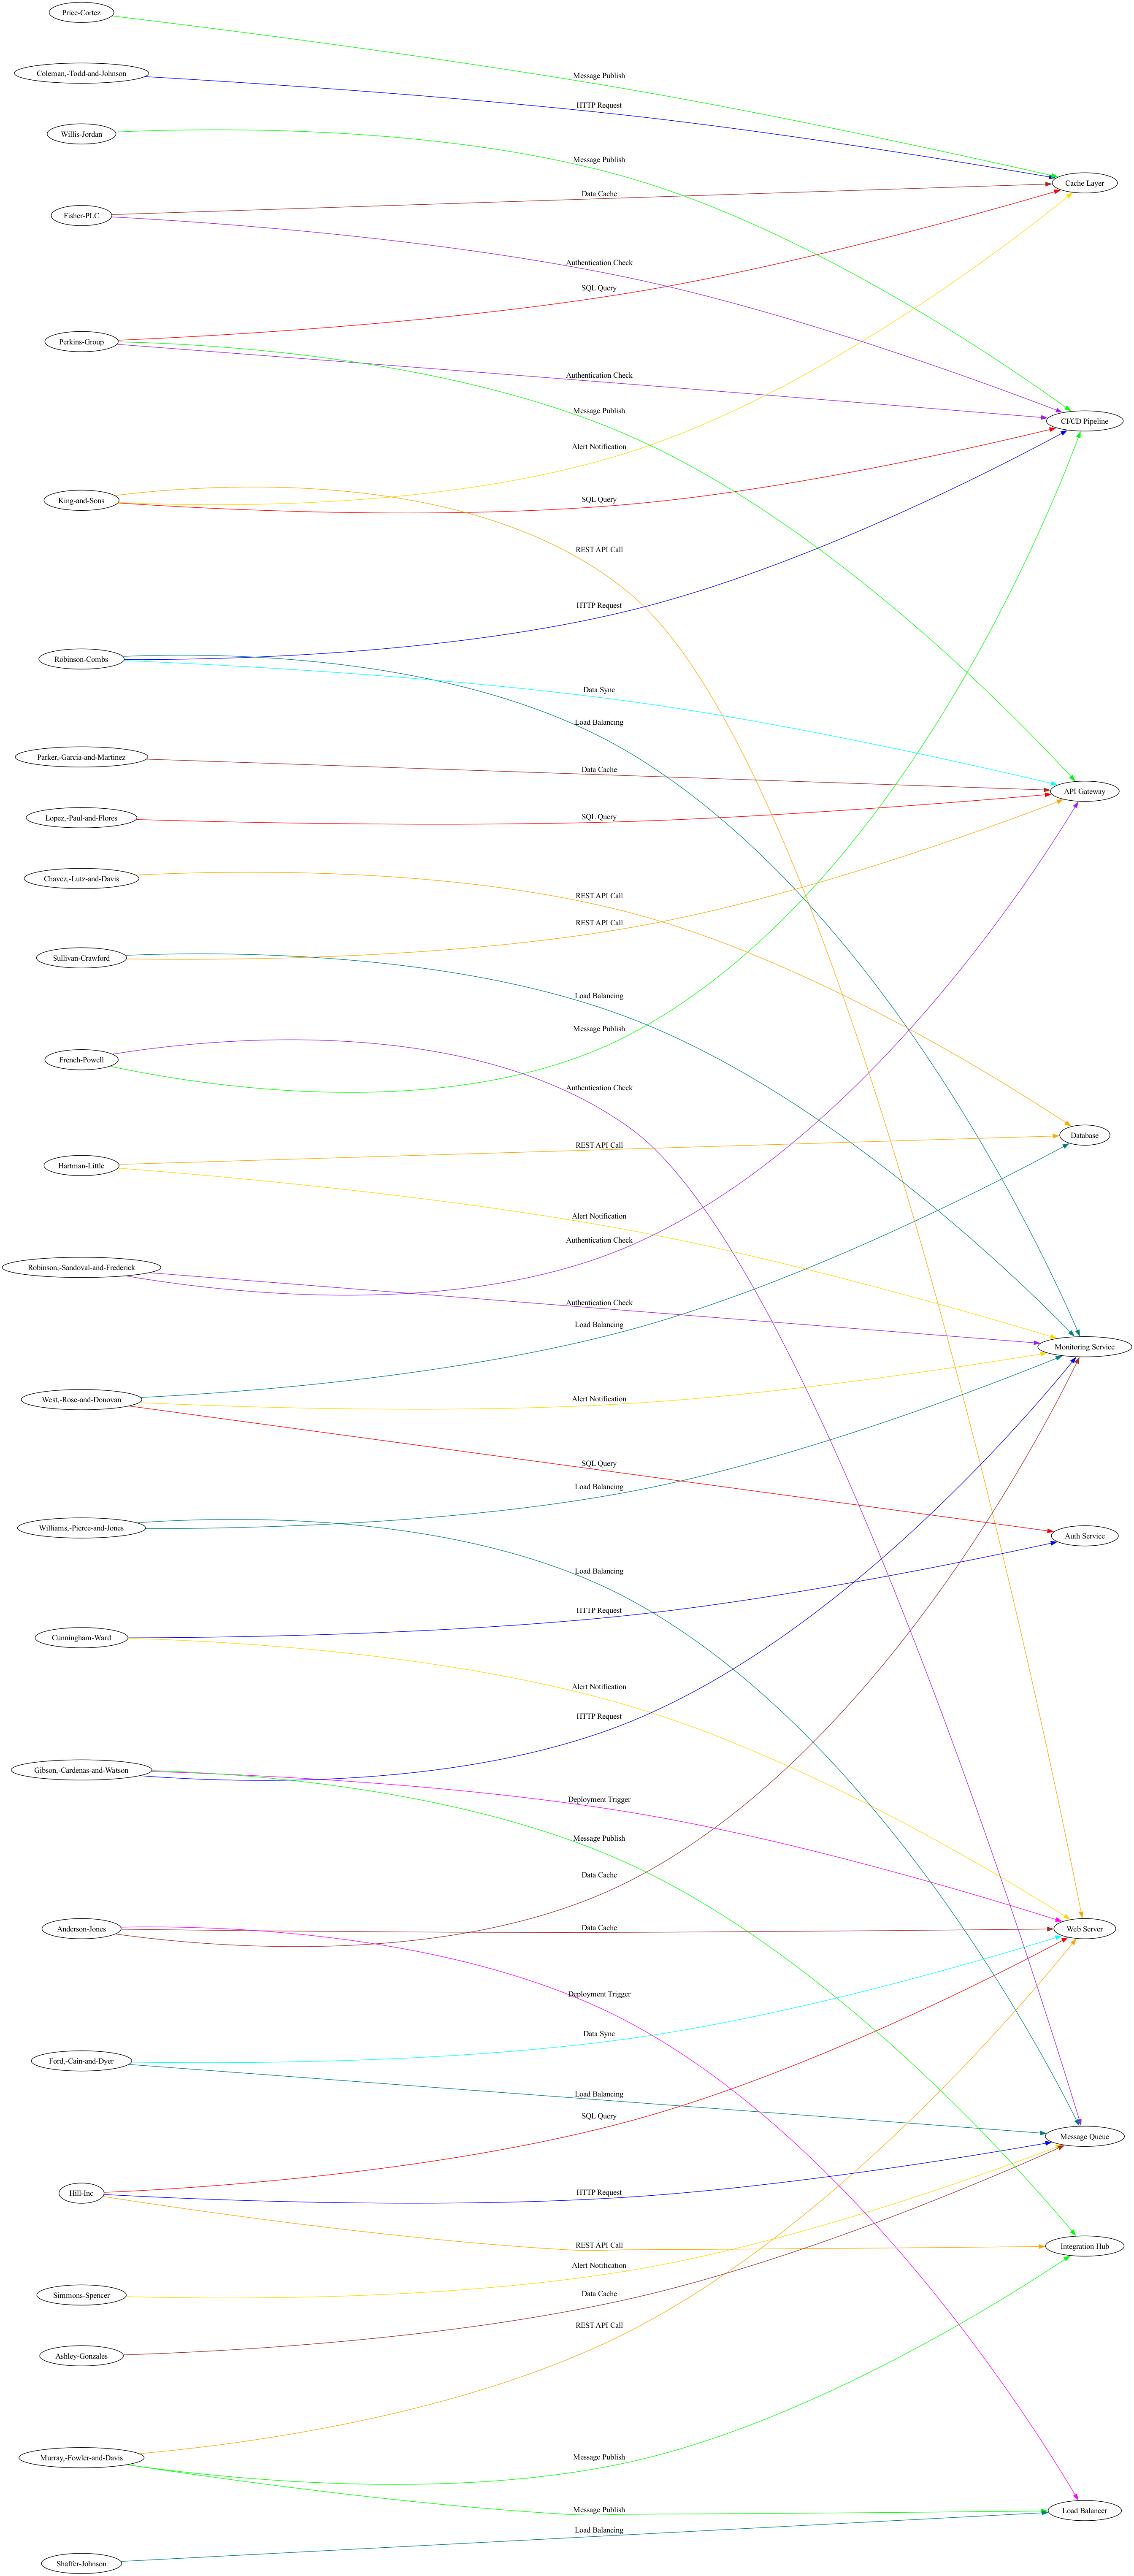 Price-Cortez
Message Publish
Coleman,-Todd-and-Johnson
HTTP Request
Willis-Jordan
Message Publish
Cache Layer
Data Cache
Fisher-PLC
Authentication Check
SQL Query
Perkins-Group
Authentication Check
Message Publish
CI/CD Pipeline
Alert Notification
King-and-Sons
SQL Query
REST API Call
HTTP Request
Robinson-Combs
Data Sync
Load Balancing
Parker,-Garcia-and-Martinez
Data Cache
API Gateway
SQL Query
Lopez,-Paul-and-Flores
Chavez,-Lutz-and-Davis
REST API Call
REST API Call
Sullivan-Crawford
Load Balancing
Message Publish
French-Powell
Authentication Check
Database
REST API Call
Hartman-Little
Alert Notification
Authentication Check
Robinson,-Sandoval-and-Frederick
Authentication Check
Load Balancing
Monitoring Service
West,-Rose-and-Donovan
Alert Notification
SQL Query
Load Balancing
Williams,-Pierce-and-Jones
Auth Service
Load Balancing
HTTP Request
Cunningham-Ward
Alert Notification
HTTP Request
Gibson,-Cardenas-and-Watson
Deployment Trigger
Message Publish
Data Cache
Anderson-Jones
Data Cache
Web Server
Deployment Trigger
Data Sync
Ford,-Cain-and-Dyer
Load Balancing
SQL Query
Message Queue
Hill-Inc
HTTP Request
REST API Call
Integration Hub
Alert Notification
Simmons-Spencer
Data Cache
REST API Call
Ashley-Gonzales
Murray,-Fowler-and-Davis
Message Publish
Message Publish
Load Balancer
Load Balancing
Shaffer-Johnson